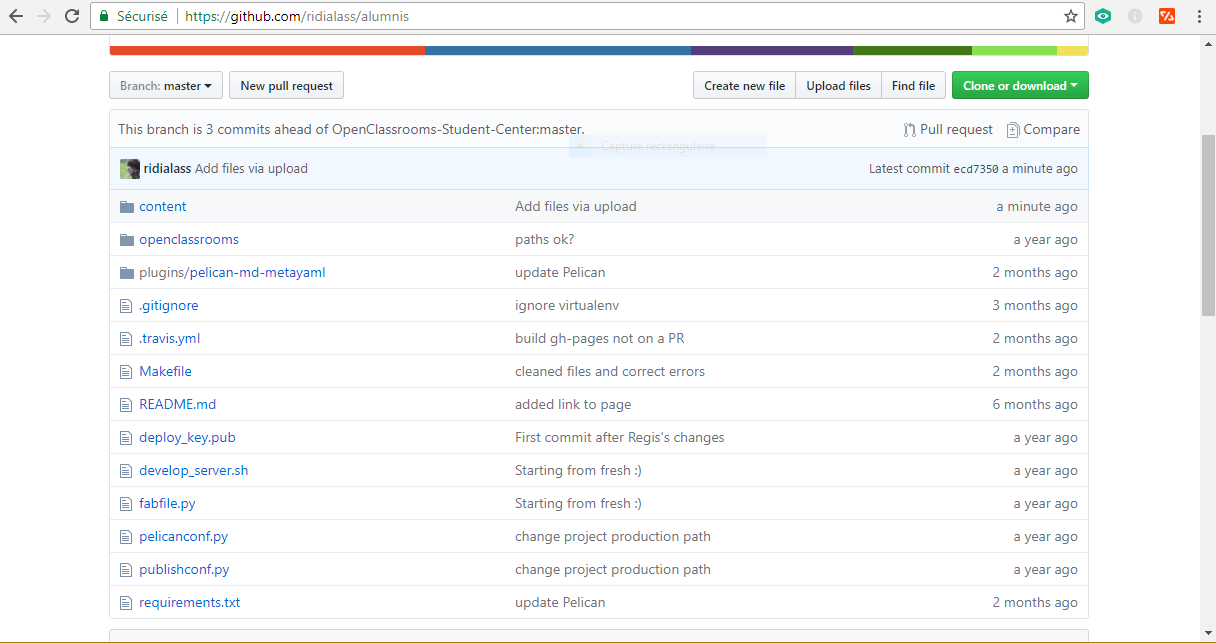 Sécurisé https://github.com/ridialass/alumnis
Branch: master New pull request Create new file Upload files Find file Clone or download
This branch is 3 commits ahead of OpenClassrooms-Student-Center:master. Pull request Compare
Capture rectangulaire
ridialass Add files via upload Latest commit ecd7350 a minute ago
content Add files via upload a minute ago
openclassrooms paths ok? a year ago
plugins/pelican-md-metayaml update Pelican 2 months ago
.gitignore ignore virtualenv 3 months ago
.travis.yml build gh-pages not on a PR 2 months ago
Makefile cleaned files and correct errors 2 months ago
README.md added link to page 6 months ago
deploy_key.pub First commit after Regis's changes a year ago
develop_server.sh Starting from fresh :) a year ago
fabfile.py Starting from fresh :) a year ago
pelicanconf.py change project production path a year ago
publishconf.py change project production path a year ago
requirements.txt update Pelican 2 months ago